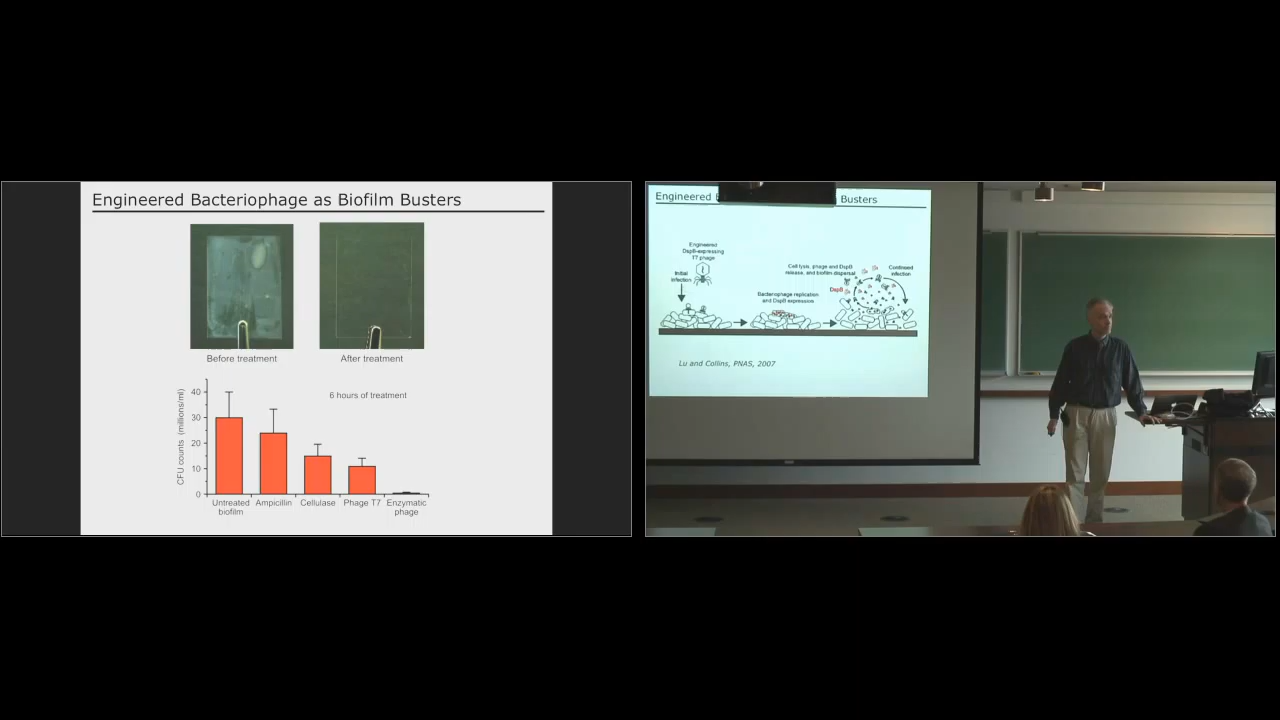 Engineered Bacteriophage as Biofilm Busters
Before treatment
After treatment
6 hours of treatment
CFU counts (millions/ml)
40
30
20
10
0
Untreated
biofilm
Ampicillin
Cellulase
Phage T7
Enzymatic
phage
Engineered
Busters
Engineered
DspB-expressing
T7 phage
Initial
infection
Bacteriophage replication
and DspB expression
Cell lysis, phage and DspB
release, and biofilm dispersal
DspB
Continued
infection
Lu and Collins, PNAS, 2007